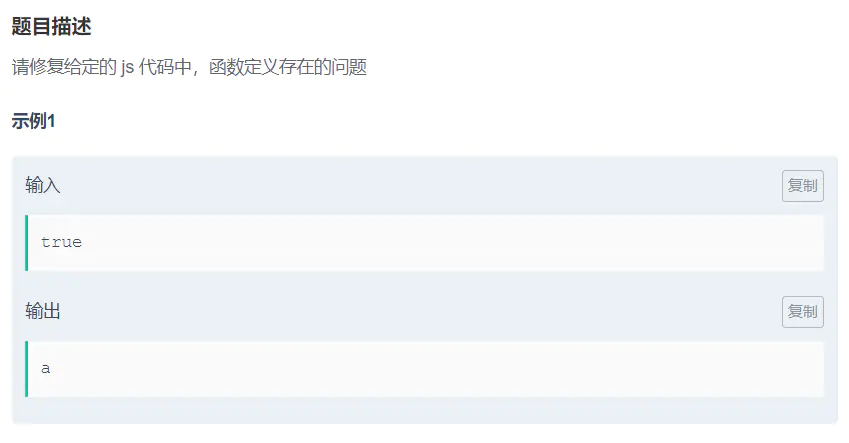 题目描述
请修复给定的 js 代码中，函数定义存在的问题
示例1
输入
复制
true
输出
复制
a